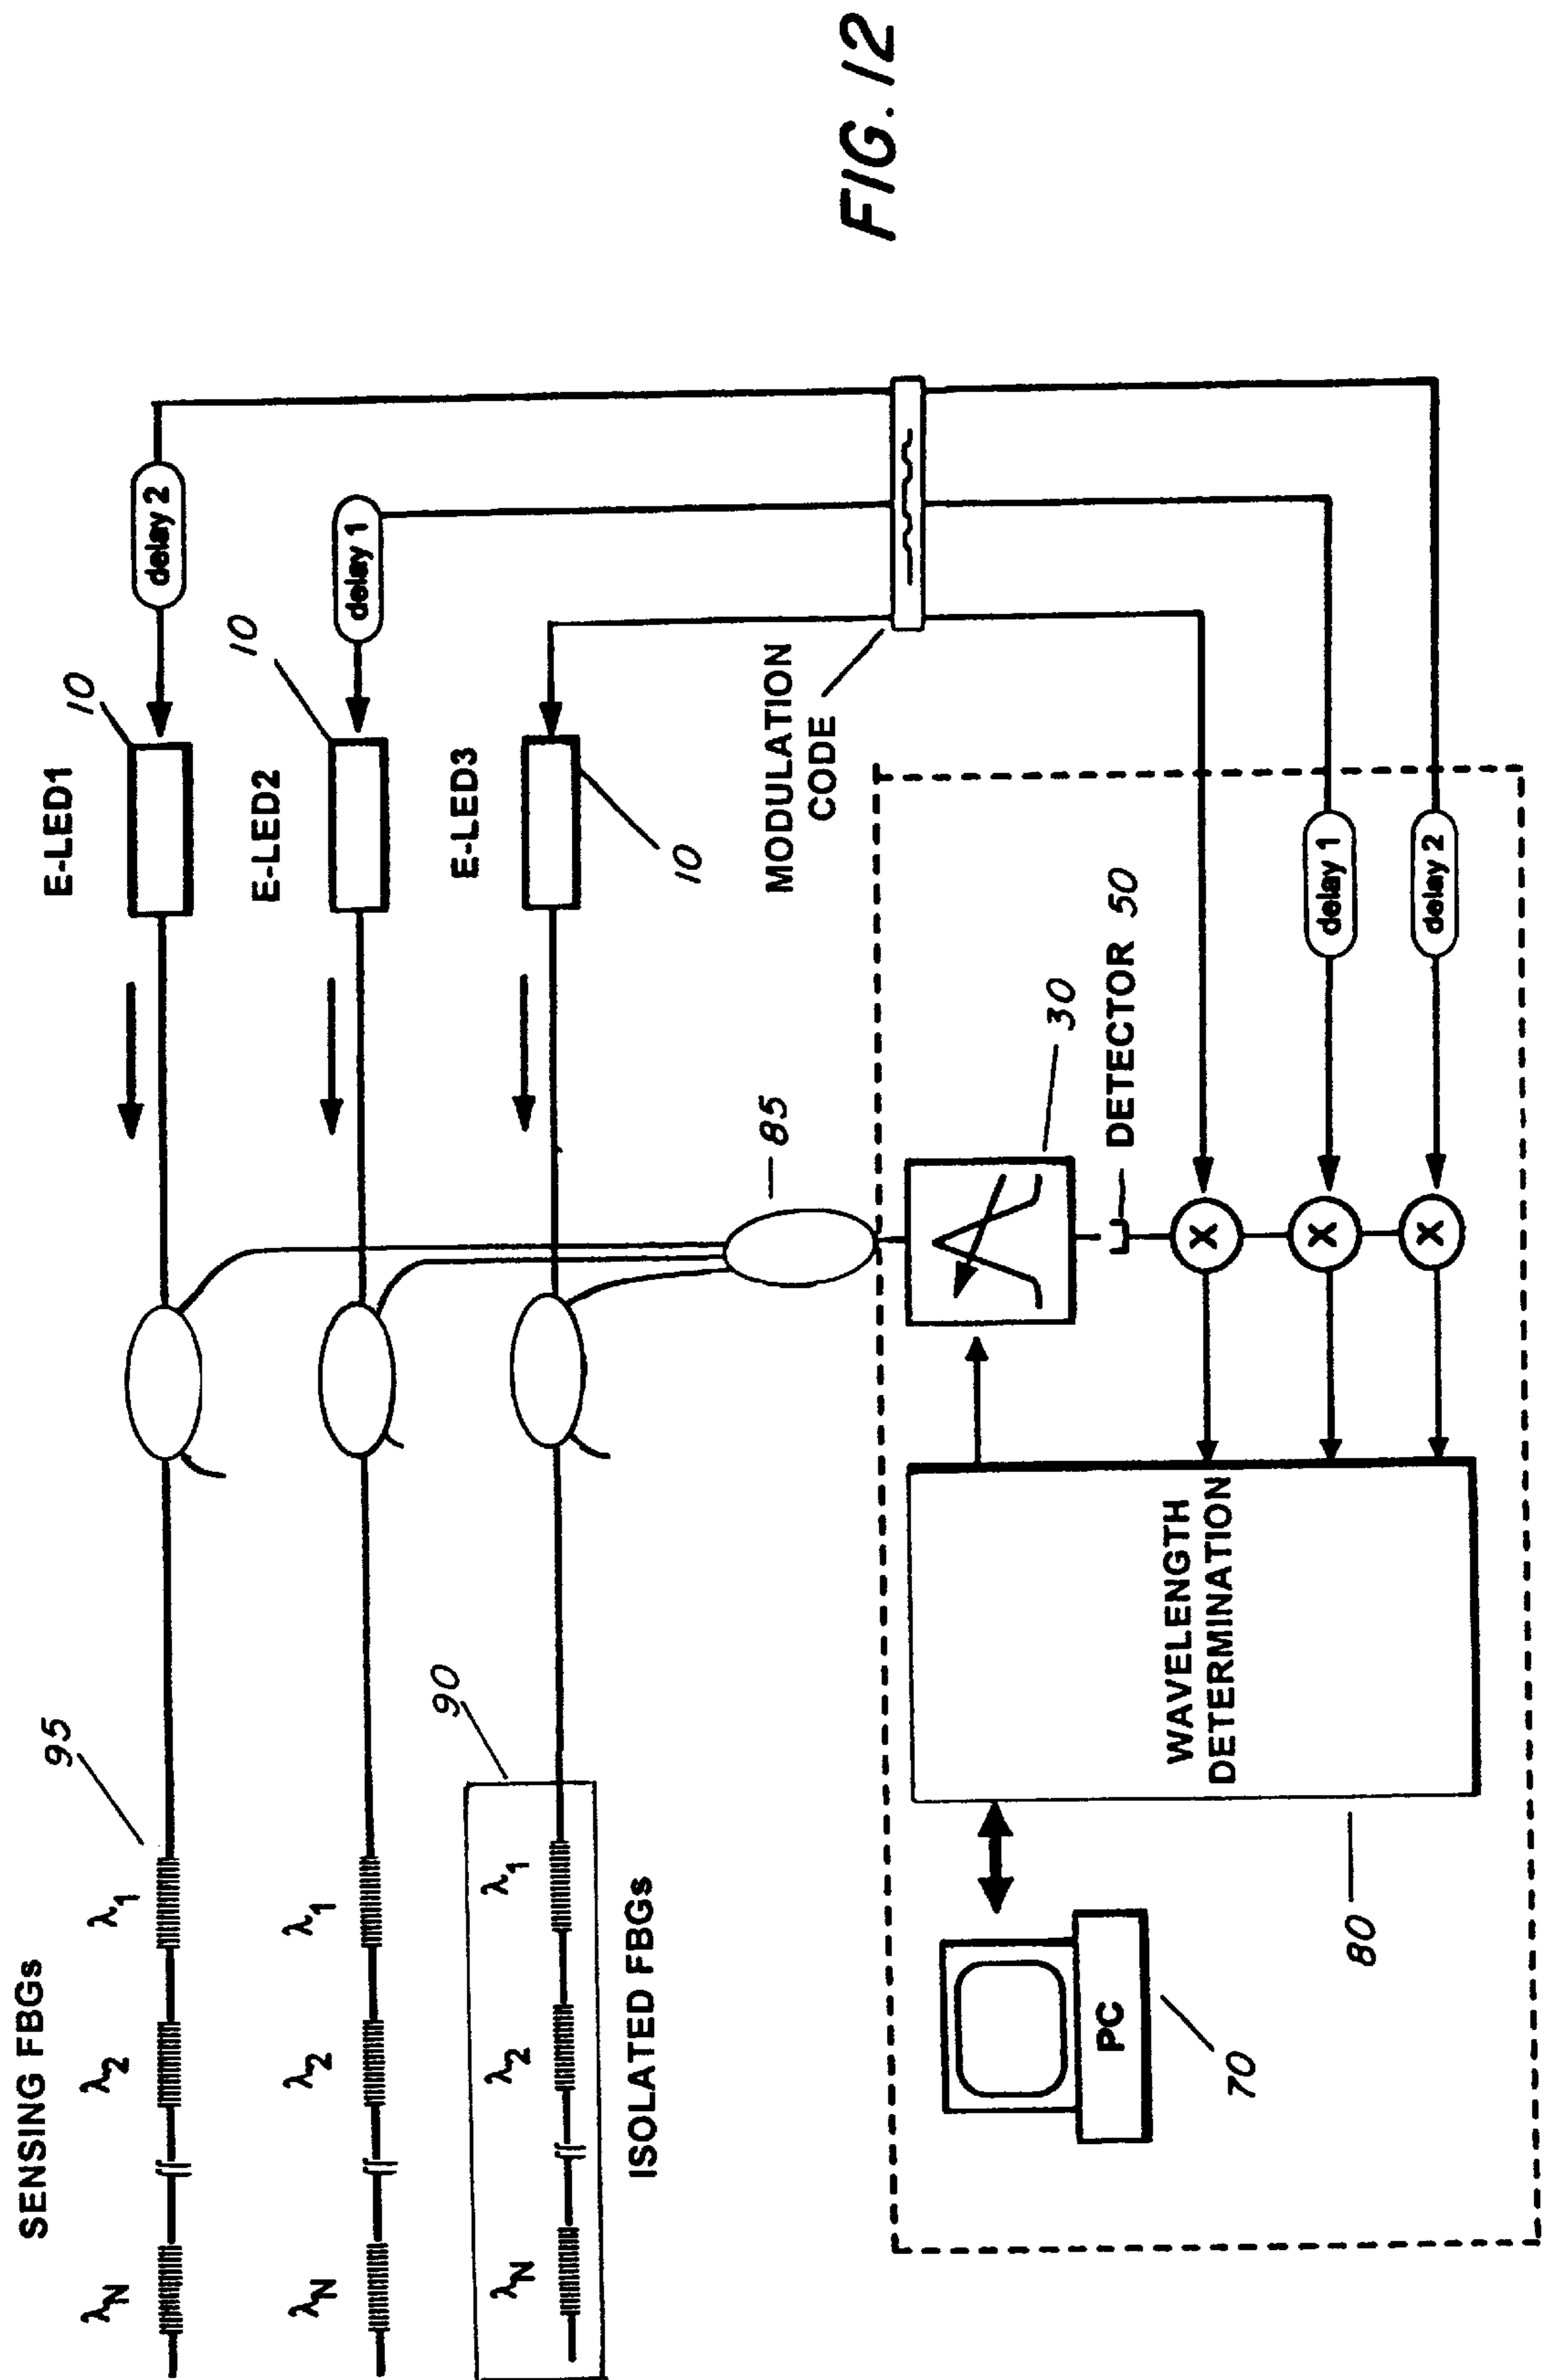 SENSING FBGs
λN
λ2
λ1
95
E-LED1
10
delay 2
λN
λ2
λ1
E-LED2
10
delay 1
90
λN
λ2
λ1
ISOLATED FBGs
E-LED3
10
85
MODULATION
CODE
PC
70
WAVELENGTH
DETERMINATION
80
30
DETECTOR 50
X
X
X
delay 1
delay 2
FIG. 12